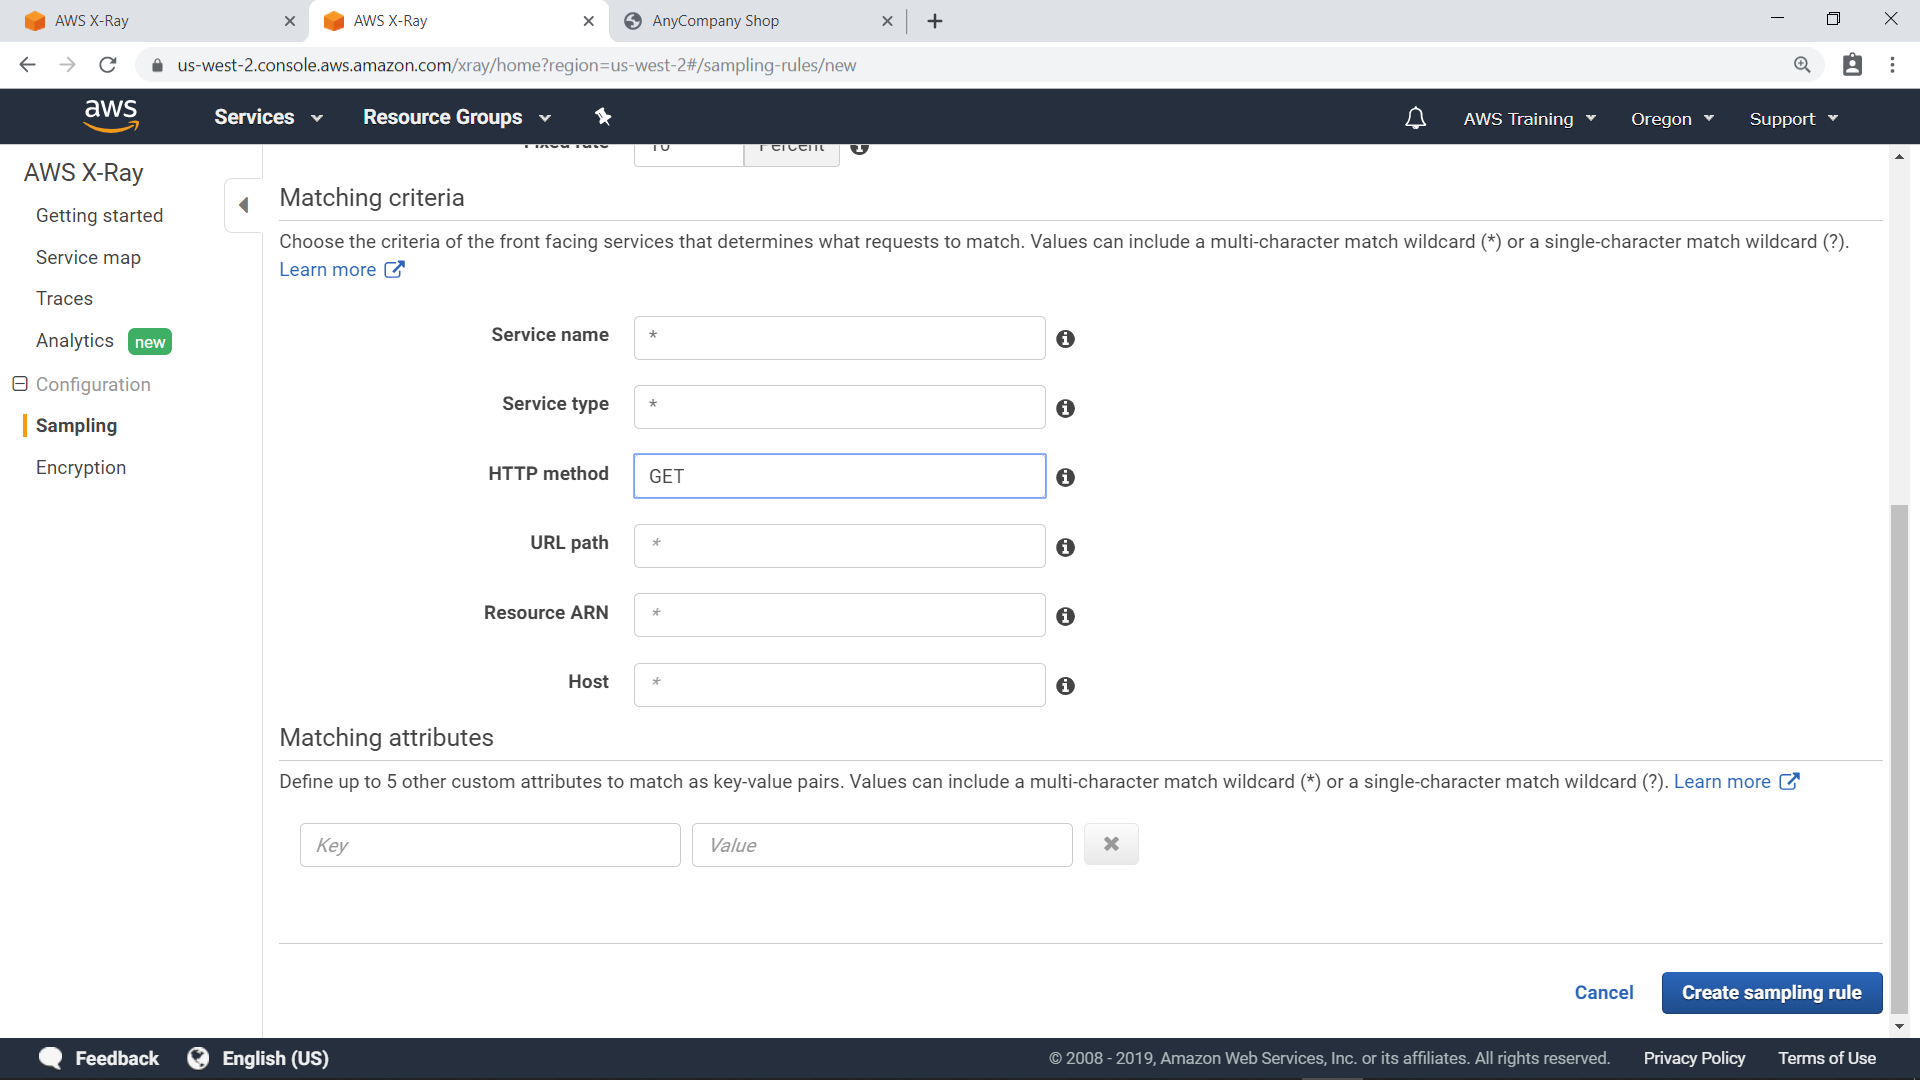 AWS X-Ray
AWS X-Ray
AnyCompany Shop
us-west-2.console.aws.amazon.com/xray/home?region=us-west-2#/sampling-rules/new
aws
Services
Resource Groups
AWS Training
Oregon
Support
AWS X-Ray
Getting started
Service map
Traces
Analytics new
Configuration
Sampling
Encryption
Fixed rate 10 Percent
Matching criteria
Choose the criteria of the front facing services that determines what requests to match. Values can include a multi-character match wildcard (*) or a single-character match wildcard (?).
Learn more
Service name *
Service type *
HTTP method GET
URL path *
Resource ARN *
Host *
Matching attributes
Define up to 5 other custom attributes to match as key-value pairs. Values can include a multi-character match wildcard (*) or a single-character match wildcard (?). Learn more
Key Value
Cancel Create sampling rule
Feedback English (US) © 2008 - 2019, Amazon Web Services, Inc. or its affiliates. All rights reserved. Privacy Policy Terms of Use